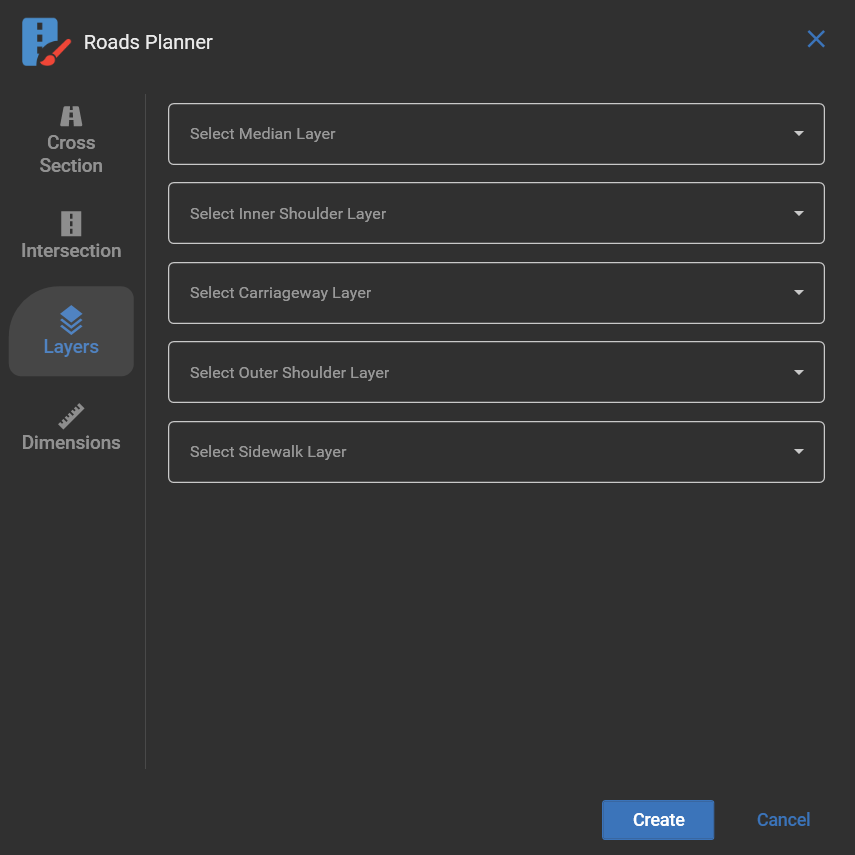 Roads Planner
Cross
Section
Intersection
Layers
Dimensions
Select Median Layer
Select Inner Shoulder Layer
Select Carriageway Layer
Select Outer Shoulder Layer
Select Sidewalk Layer
Create
Cancel